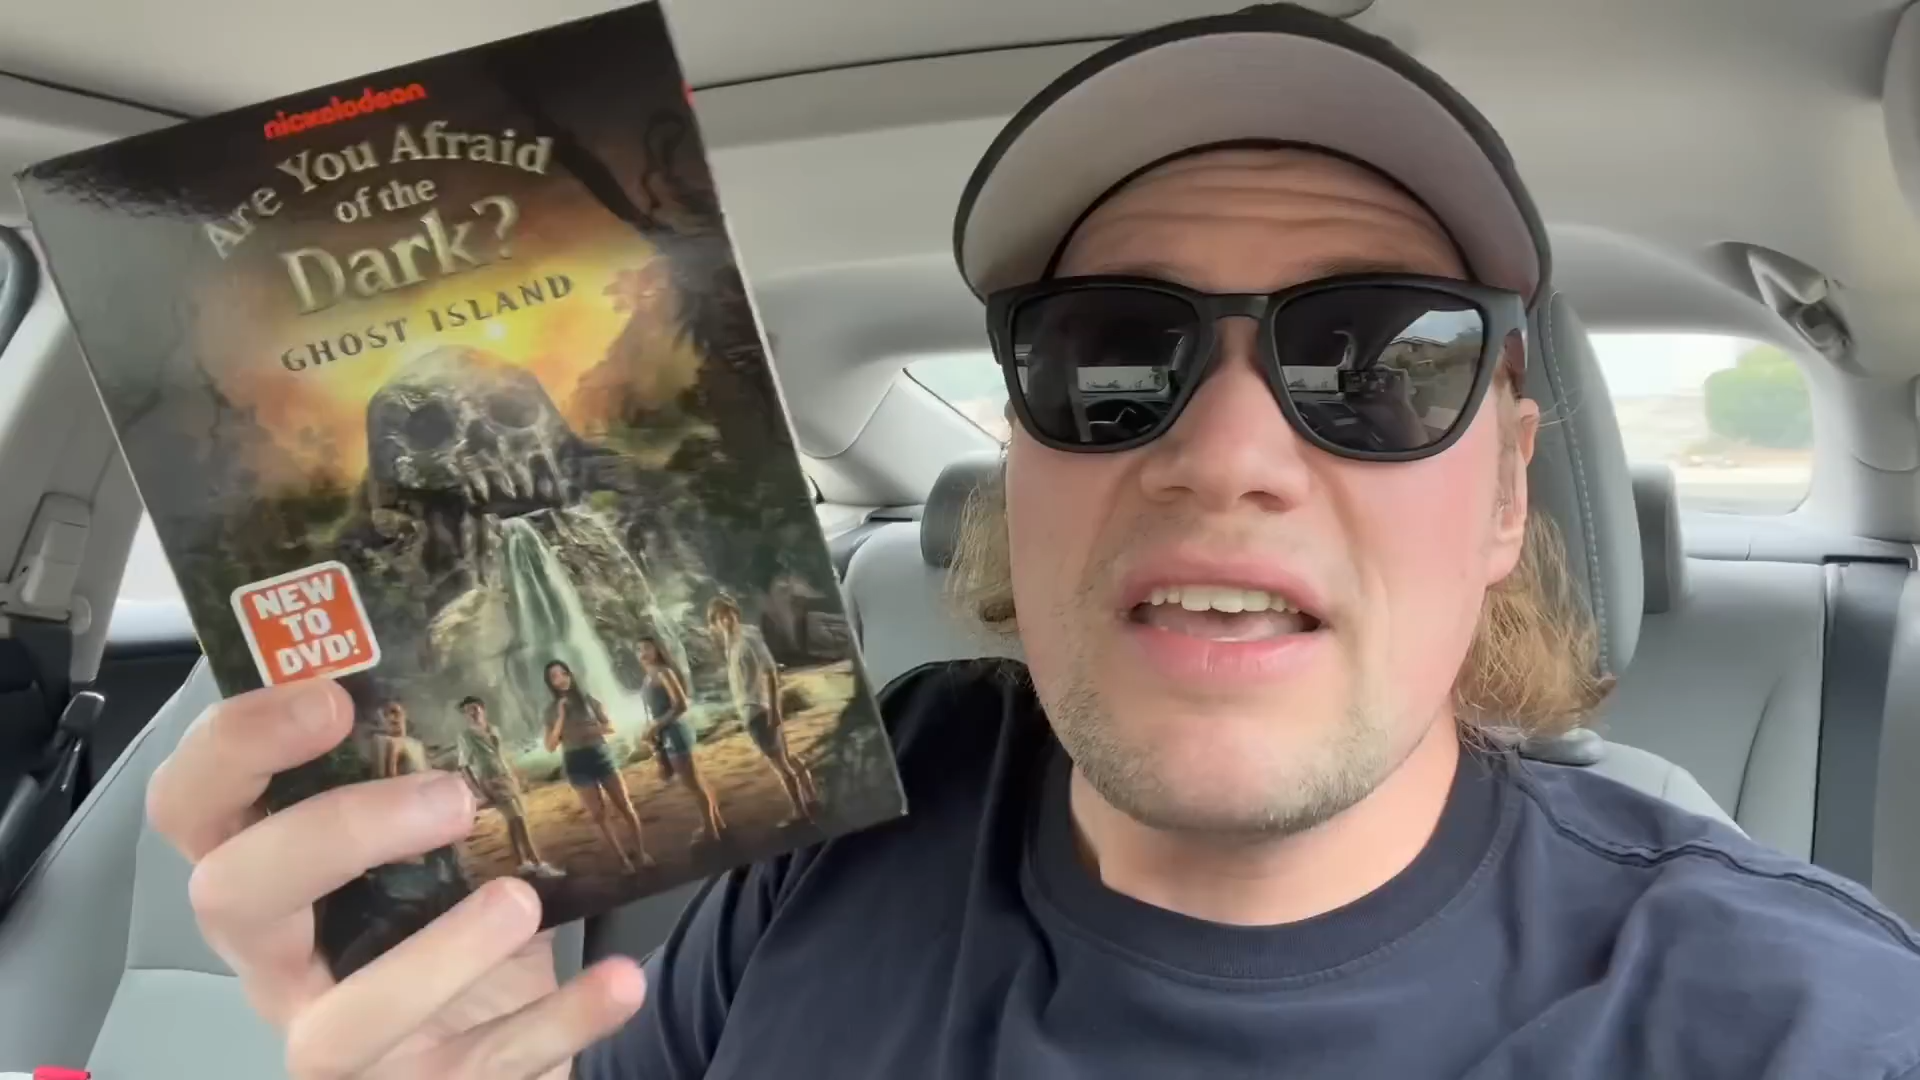 nickelodeon
Are You Afraid
of the
Dark?
GHOST ISLAND
NEW
TO
DVD!